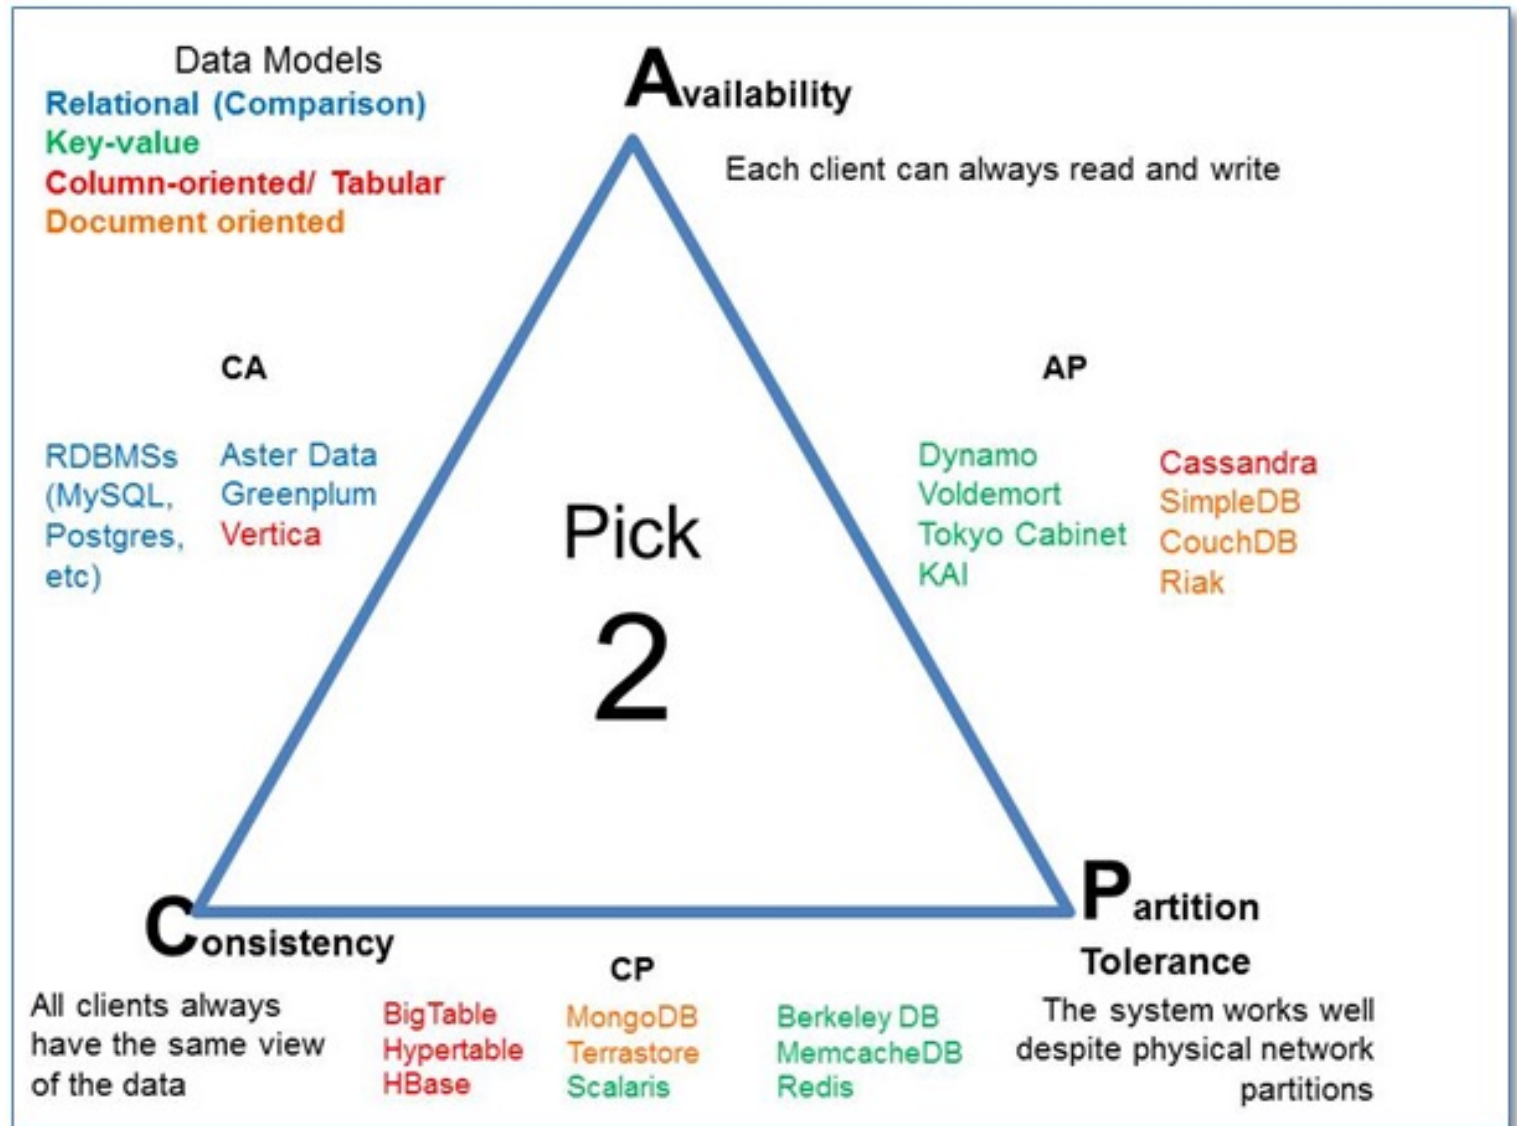 Data Models
Relational (Comparison)
Key-value
Column-oriented/ Tabular
Document oriented
Availability
Each client can always read and write
CA
RDBMSs
(MySQL,
Postgres,
etc)
Aster Data
Greenplum
Vertica
Pick
2
AP
Dynamo
Voldemort
Tokyo Cabinet
KAI
Cassandra
SimpleDB
CouchDB
Riak
Consistency
All clients always
have the same view
of the data
CP
BigTable
Hypertable
HBase
MongoDB
Terrastore
Scalaris
Berkeley DB
MemcacheDB
Redis
Partition
Tolerance
The system works well
despite physical network
partitions